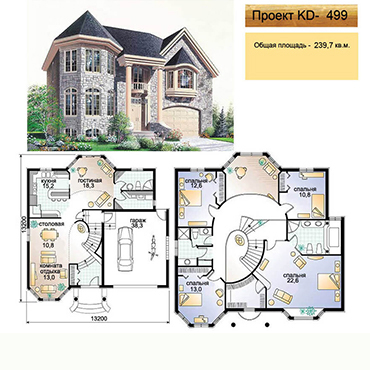 Проект KD- 499
Общая площадь - 239,7 кв.м.
кухня
15,2
гостиная
18,3
столовая
10,8
гараж
38,3
комната
отдыха
13,0
13200
13200
спальня
12,6
спальня
10,8
спальня
13,0
спальня
22,6